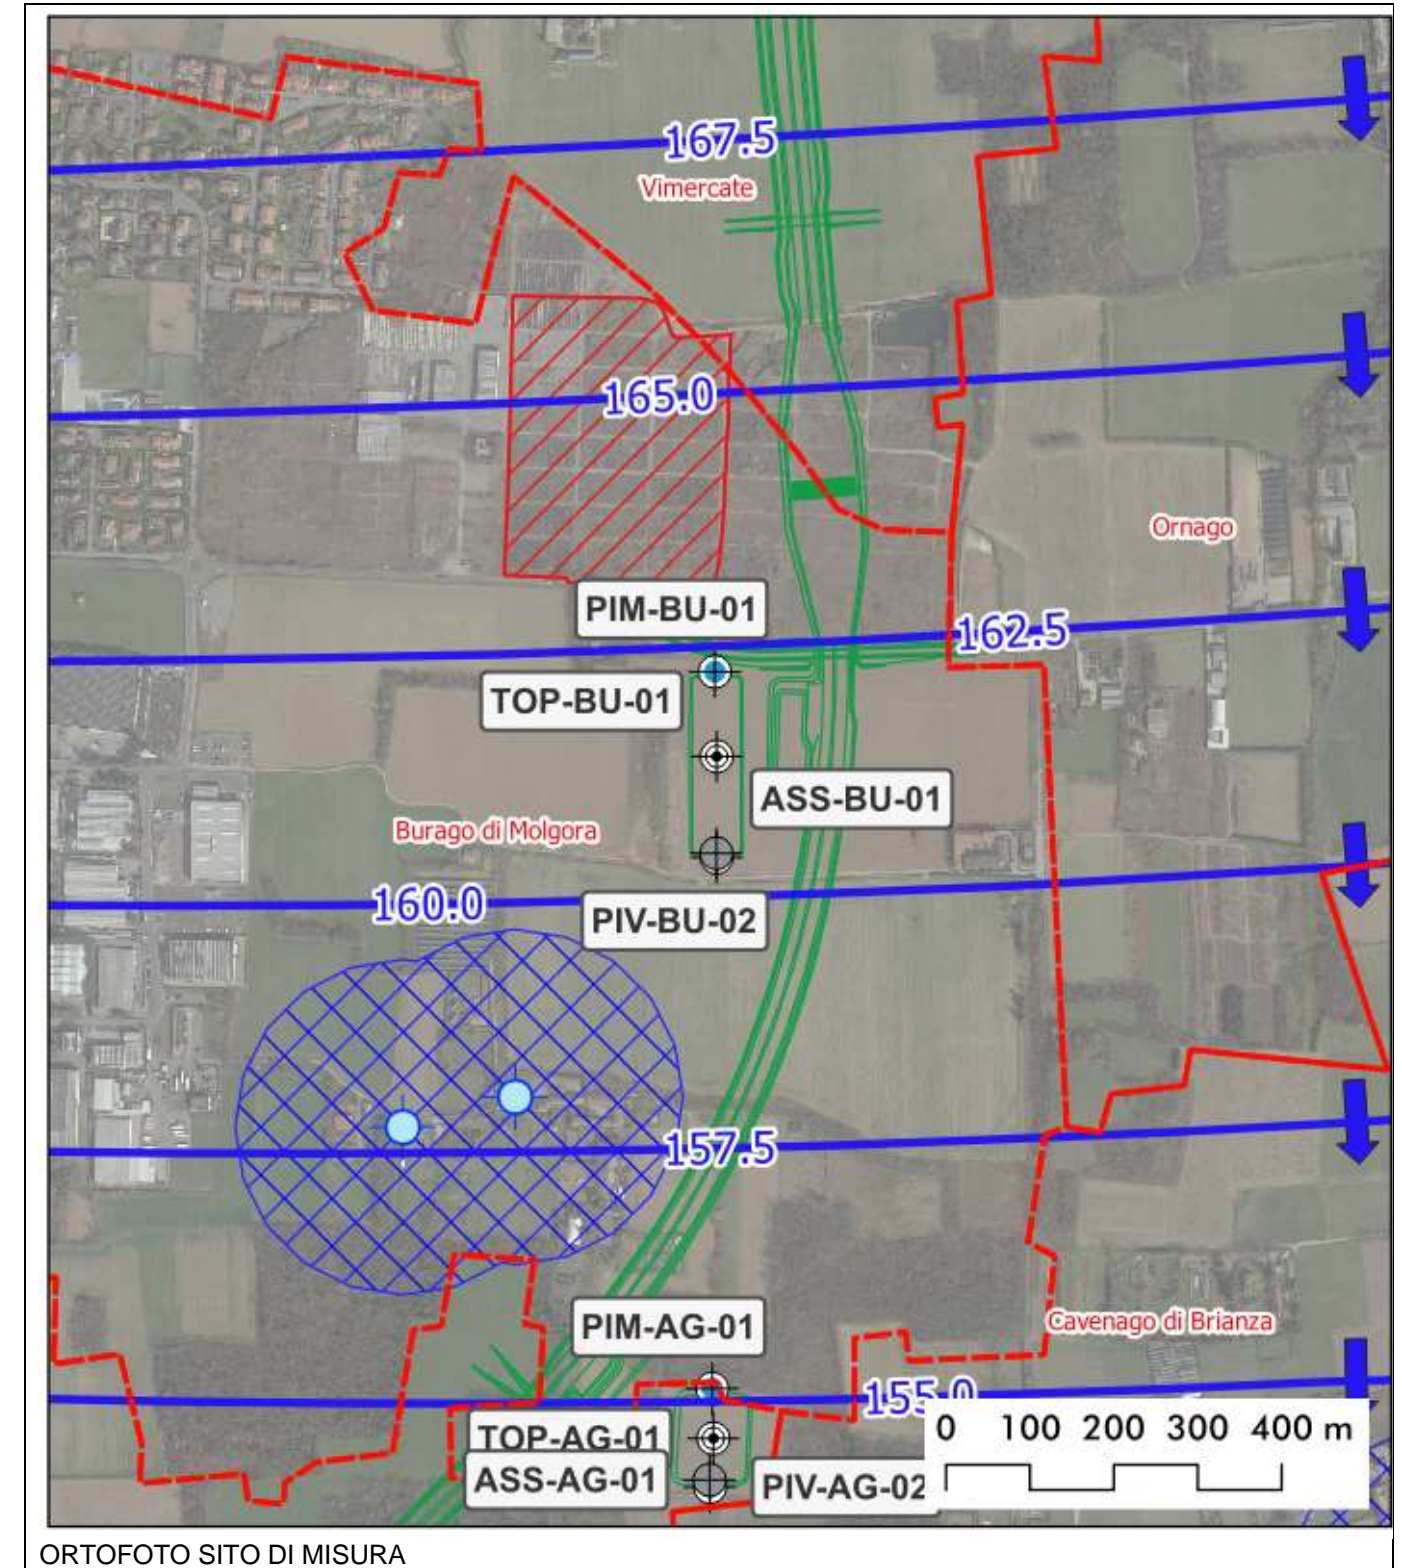 167.5
Vimercate
165.0
Ornago
PIM-BU-01
162.5
TOP-BU-01
ASS-BU-01
Burago di Molgora
160.0
PIV-BU-02
157.5
PIM-AG-01
Cavenago di Brianza
155.0
TOP-AG-01
ASS-AG-01
PIV-AG-02
0 100 200 300 400 m
ORTOFOTO SITO DI MISURA